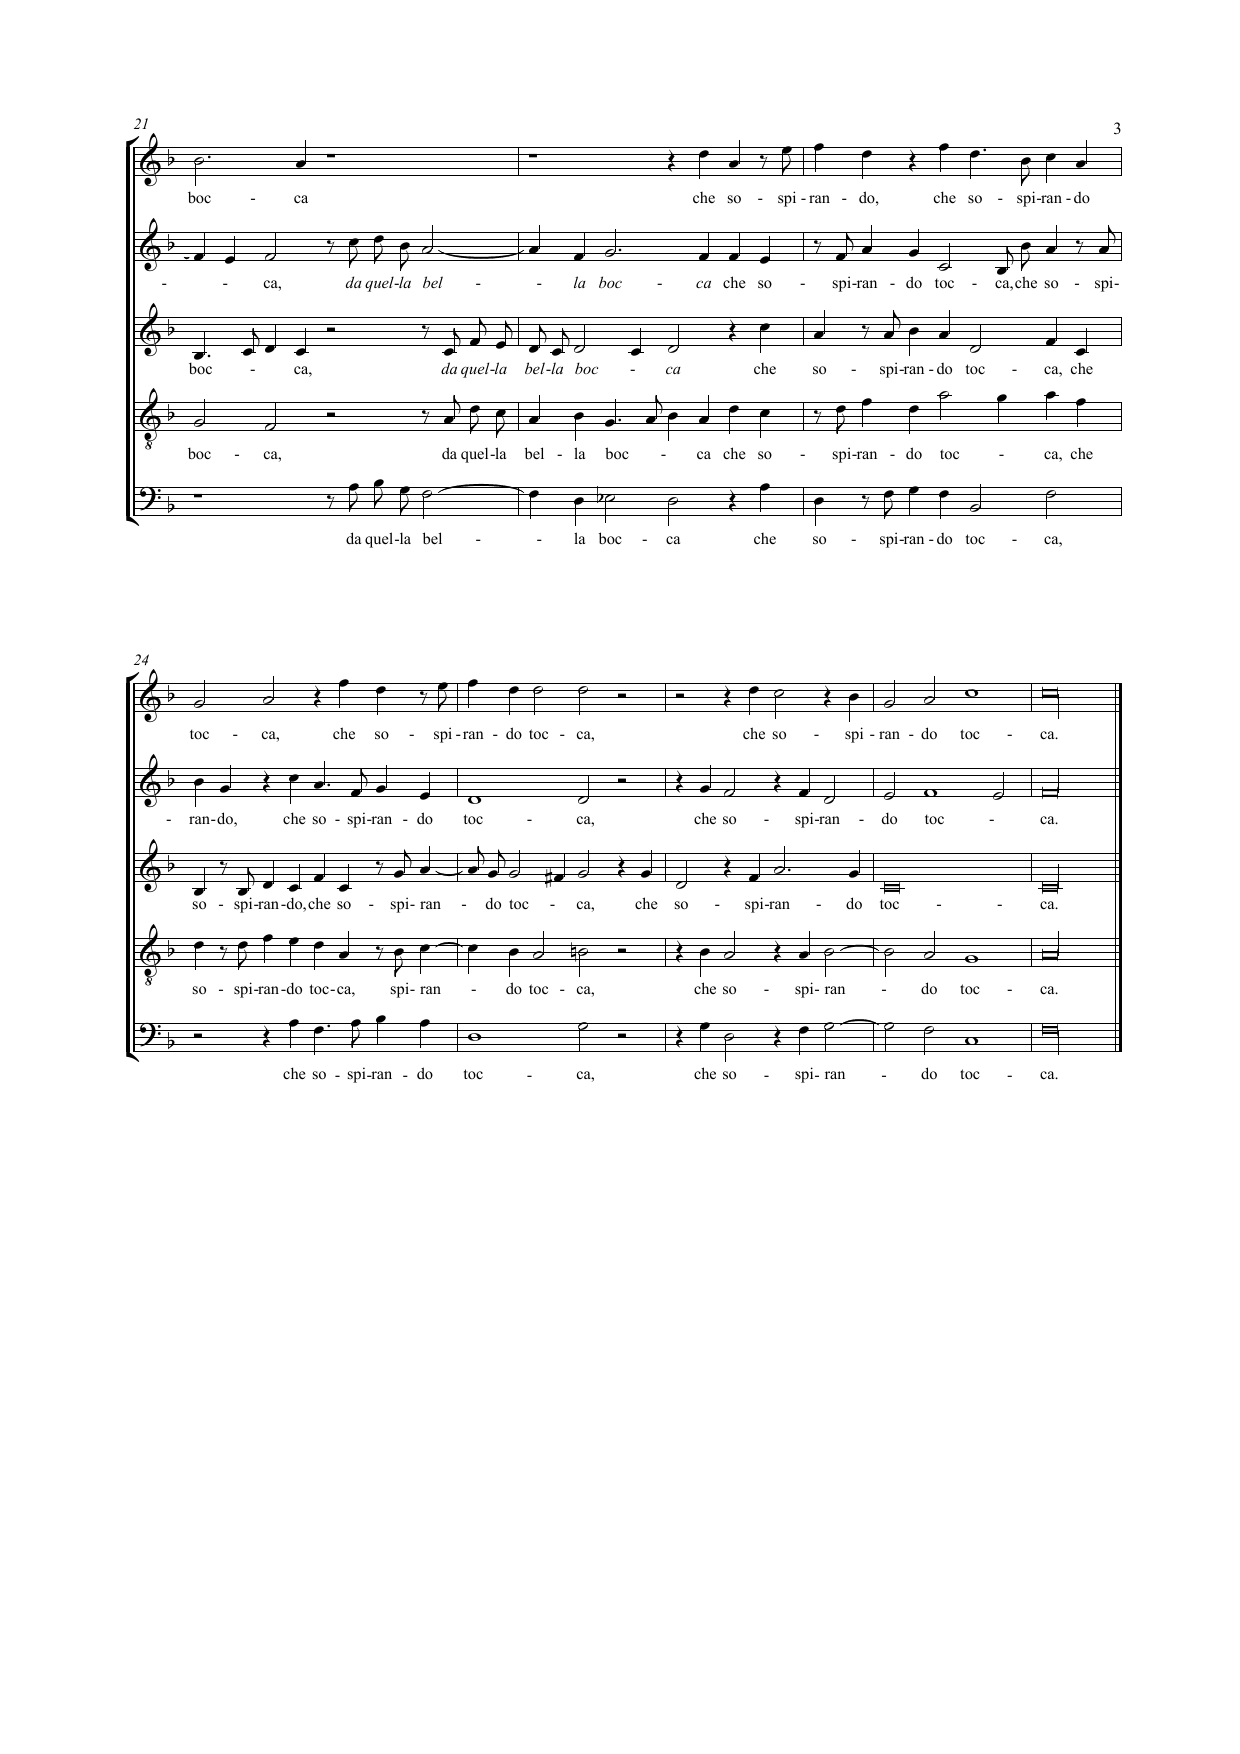 21
3
boc - ca che so - spi - ran - do, che so - spi-ran - do
- - ca, da quel-la bel - - la boc - ca che so - spi-ran - do toc - ca, che so - spi-
boc - ca, da quel-la bel-la boc - ca che so - spi-ran - do toc - ca, che
boc - ca, da quel-la bel - la boc - ca che so - spi-ran - do toc - ca, che
da quel-la bel - - la boc - ca che so - spi-ran - do toc - ca,
24
toc - ca, che so - spi - ran - do toc - ca, che so - spi - ran - do toc - ca.
- ran-do, che so - spi-ran - do toc - ca, che so - spi-ran - do toc - ca.
so - spi-ran-do, che so - spi- ran - do toc - ca, che so - spi-ran - do toc - - ca.
so - spi-ran-do toc-ca, spi- ran - do toc - ca, che so - spi- ran - do toc - ca.
che so - spi-ran - do toc - ca, che so - spi- ran - do toc - ca.